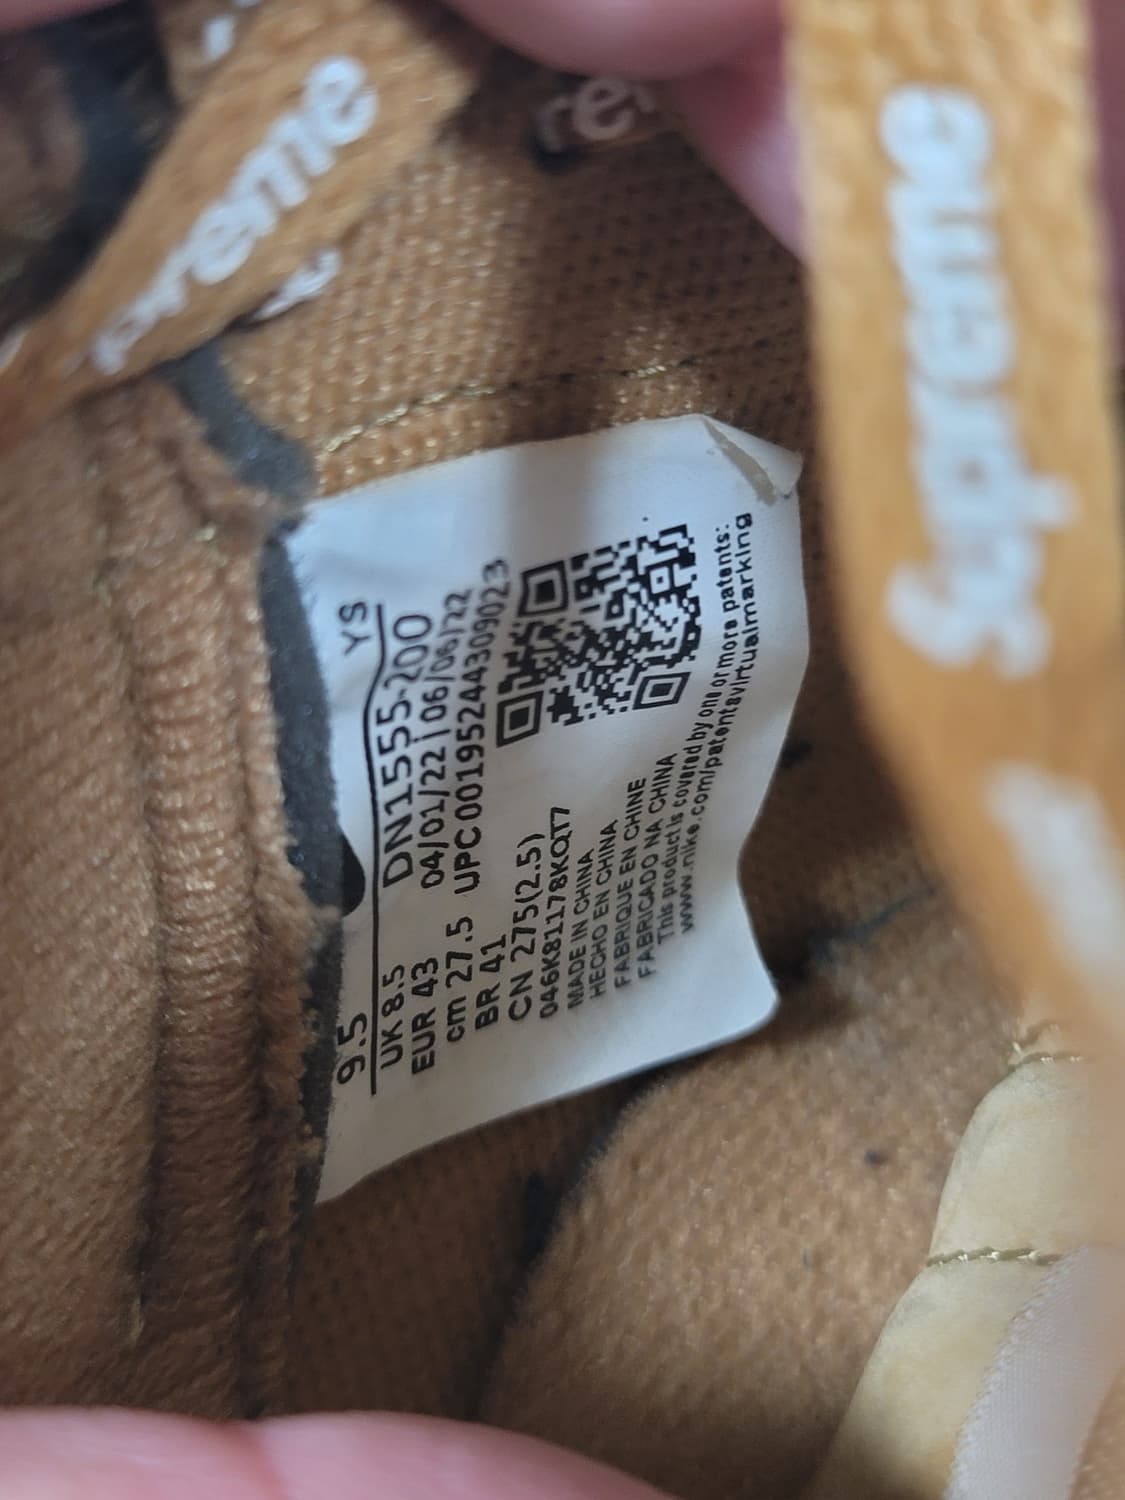 9.5 YS
UK 8.5 DN1555-200
EUR 43 04/01/22|06/06/22
cm 27.5 UPC 00195244309023
BR 41
CN 275(2.5)
046K81178KQT7
MADE IN CHINA
HECHO EN CHINA
FABRIQUE EN CHINE
FABRICADO NA CHINA
This product is covered by one or more patents:
www.nike.com/patentsvirtualmarking
preme
re
Supreme